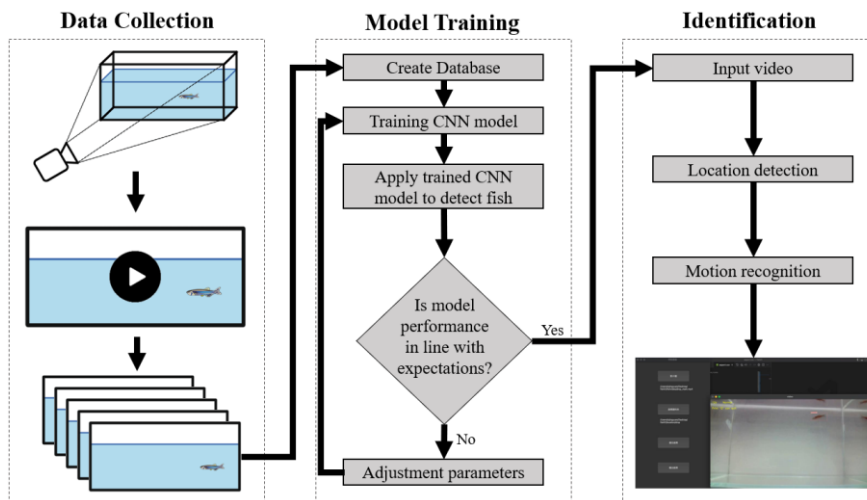 Data Collection
Model Training
Create Database
Training CNN model
Apply trained CNN
model to detect fish
Is model
performance
in line with
expectations?
Yes
No
Adjustment parameters
Identification
Input video
Location detection
Motion recognition